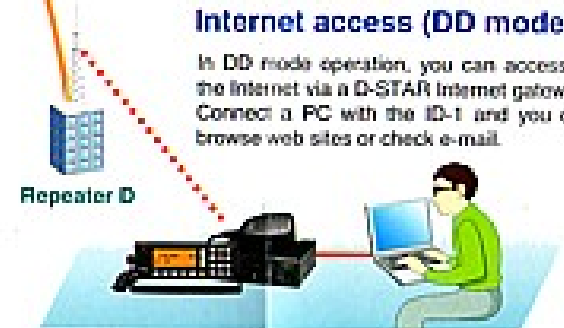 Internet access (DD mode
In DD mode operation, you can access
the Internet via a D-STAR Internet gatew
Connect a PC with the ID-1 and you c
browse web sites or check e-mail.
Repeater D